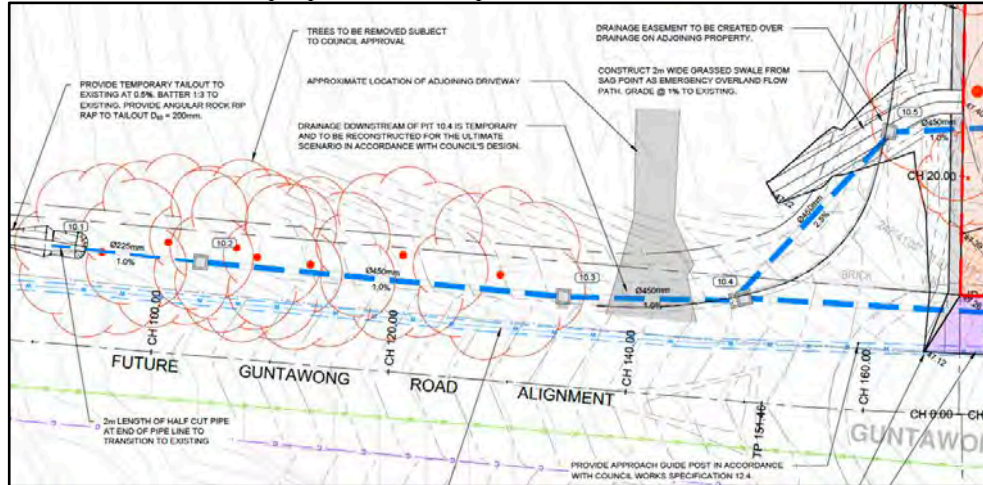 TREES TO BE REMOVED SUBJECT
TO COUNCIL APPROVAL
DRAINAGE EASEMENT TO BE CREATED OVER
DRAINAGE ON ADJOINING PROPERTY.
PROVIDE TEMPORARY TAILOUT TO
EXISTING AT 0.5%. BATTER 1:3 TO
EXISTING. PROVIDE ANGULAR ROCK RIP
RAP TO TAILOUT D50 = 200mm.
APPROXIMATE LOCATION OF ADJOINING DRIVEWAY
CONSTRUCT 2m WIDE GRASSED SWALE FROM
SAG POINT AS EMERGENCY OVERLAND FLOW
PATH. GRADE @ 1% TO EXISTING.
DRAINAGE DOWNSTREAM OF PIT 10.4 IS TEMPORARY
AND TO BE RECONSTRUCTED FOR THE ULTIMATE
SCENARIO IN ACCORDANCE WITH COUNCIL'S DESIGN.
10.5
Ø450mm
1.0%
CH 20.00
Ø450mm
2.5%
10.1
Ø225mm
1.0%
10.2
Ø450mm
1.0%
10.3
Ø450mm
1.0%
10.4
BRICK
CH 100.00
CH 120.00
CH 140.00
CH 160.00
47.12
FUTURE GUNTAWONG ROAD ALIGNMENT
TP 151.46
CH 0.00
GUNTAWON
2m LENGTH OF HALF CUT PIPE
AT END OF PIPE LINE TO
TRANSITION TO EXISTING
PROVIDE APPROACH GUIDE POST IN ACCORDANCE
WITH COUNCIL WORKS SPECIFICATION 12.4.